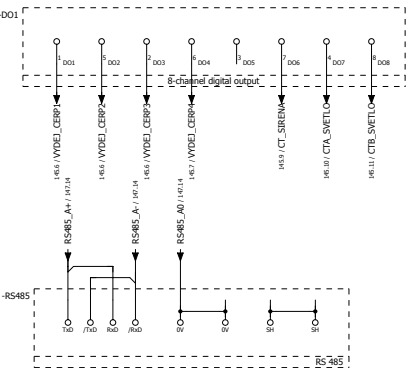 -DO1
1 DO1 5 DO2 2 DO3 6 DO4 3 DO5 7 DO6 4 DO7 8 DO8
8-channel digital output
145.6 / VYDEJ_CERP1
145.6 / VYDEJ_CERP2
145.6 / VYDEJ_CERP3
145.7 / VYDEJ_CERP4
145.9 / CT_SIRENA
145.10 / CTA_SVETLO
145.11 / CTB_SVETLO
RS485_A+ / 147.14
RS485_A- / 147.14
RS485_A0 / 147.14
-RS485
TxD /TxD RxD /RxD 0V 0V SH SH
RS 485